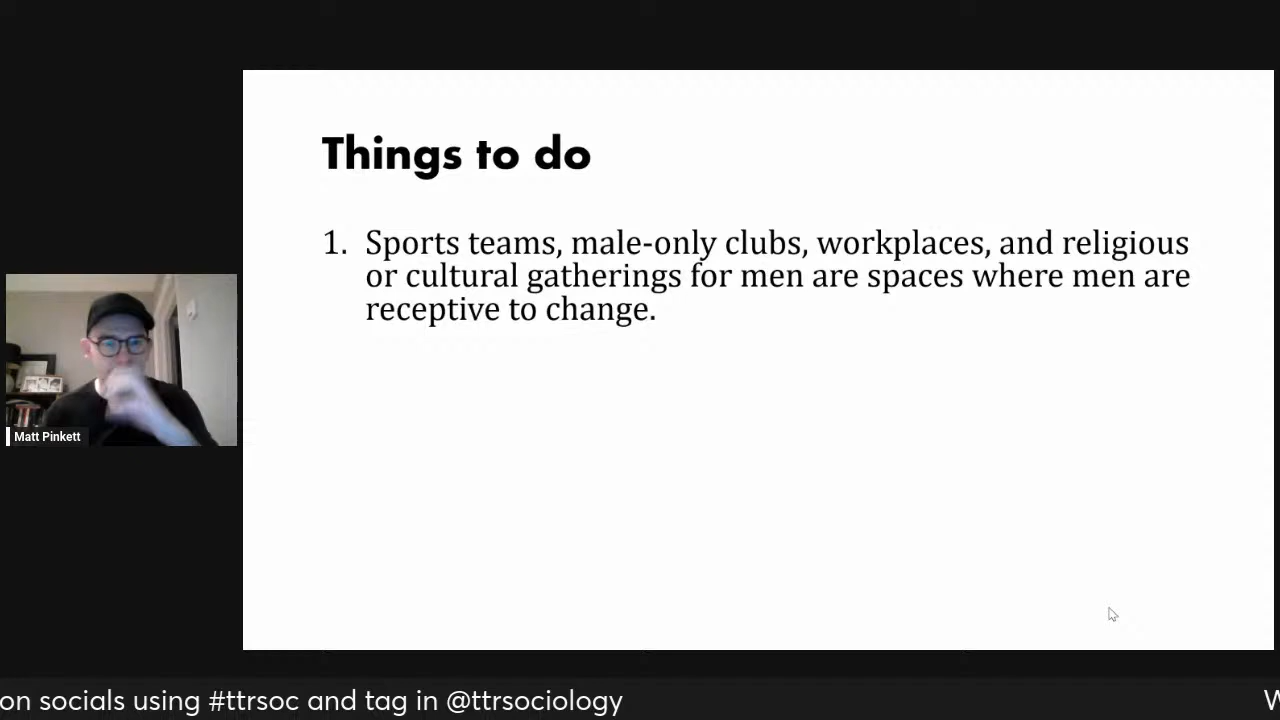 Things to do
1. Sports teams, male-only clubs, workplaces, and religious
or cultural gatherings for men are spaces where men are
receptive to change.
Matt Pinkett
on socials using #ttrsoc and tag in @ttrsociology